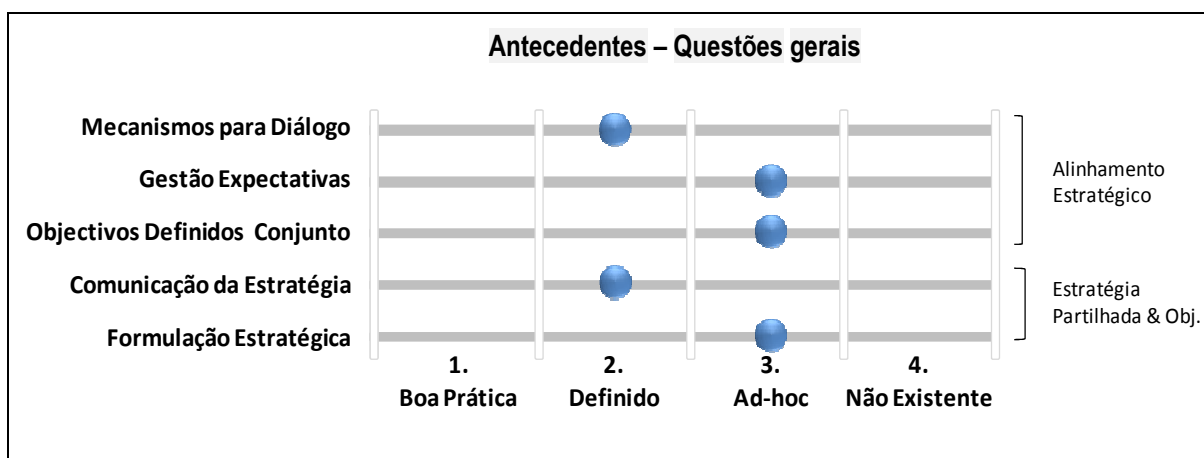 Antecedentes – Questões gerais
Mecanismos para Diálogo
Gestão Expectativas
Objectivos Definidos Conjunto
Comunicação da Estratégia
Formulação Estratégica
Alinhamento
Estratégico
Estratégia
Partilhada & Obj.
1. 2. 3. 4.
Boa Prática Definido Ad-hoc Não Existente